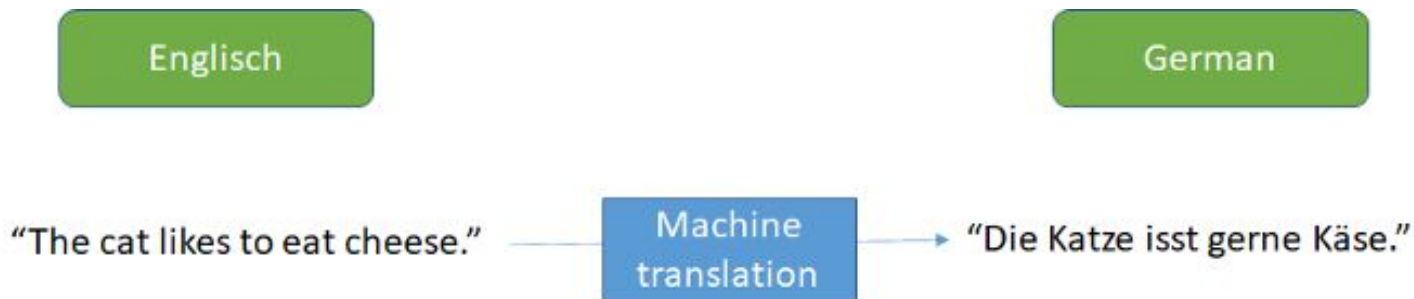 Englisch
German
“The cat likes to eat cheese.”
Machine
translation
“Die Katze isst gerne Käse.”